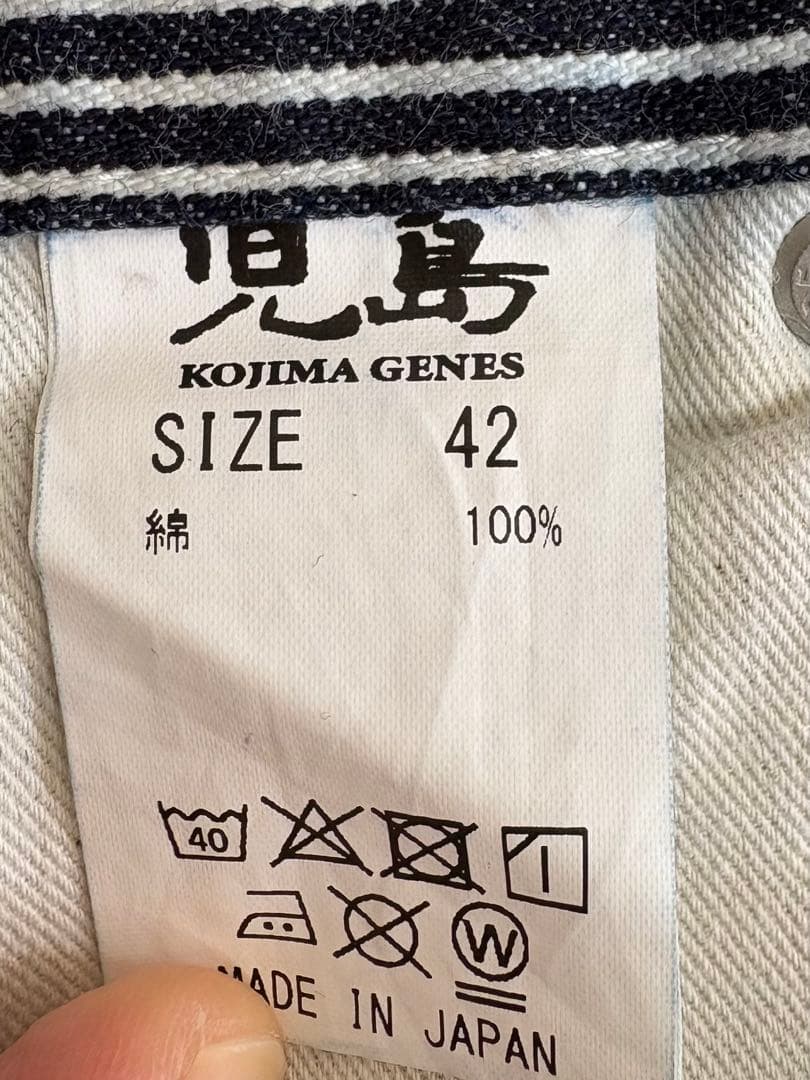 児島
KOJIMA GENES
SIZE 42
綿 100%
40
W
MADE IN JAPAN